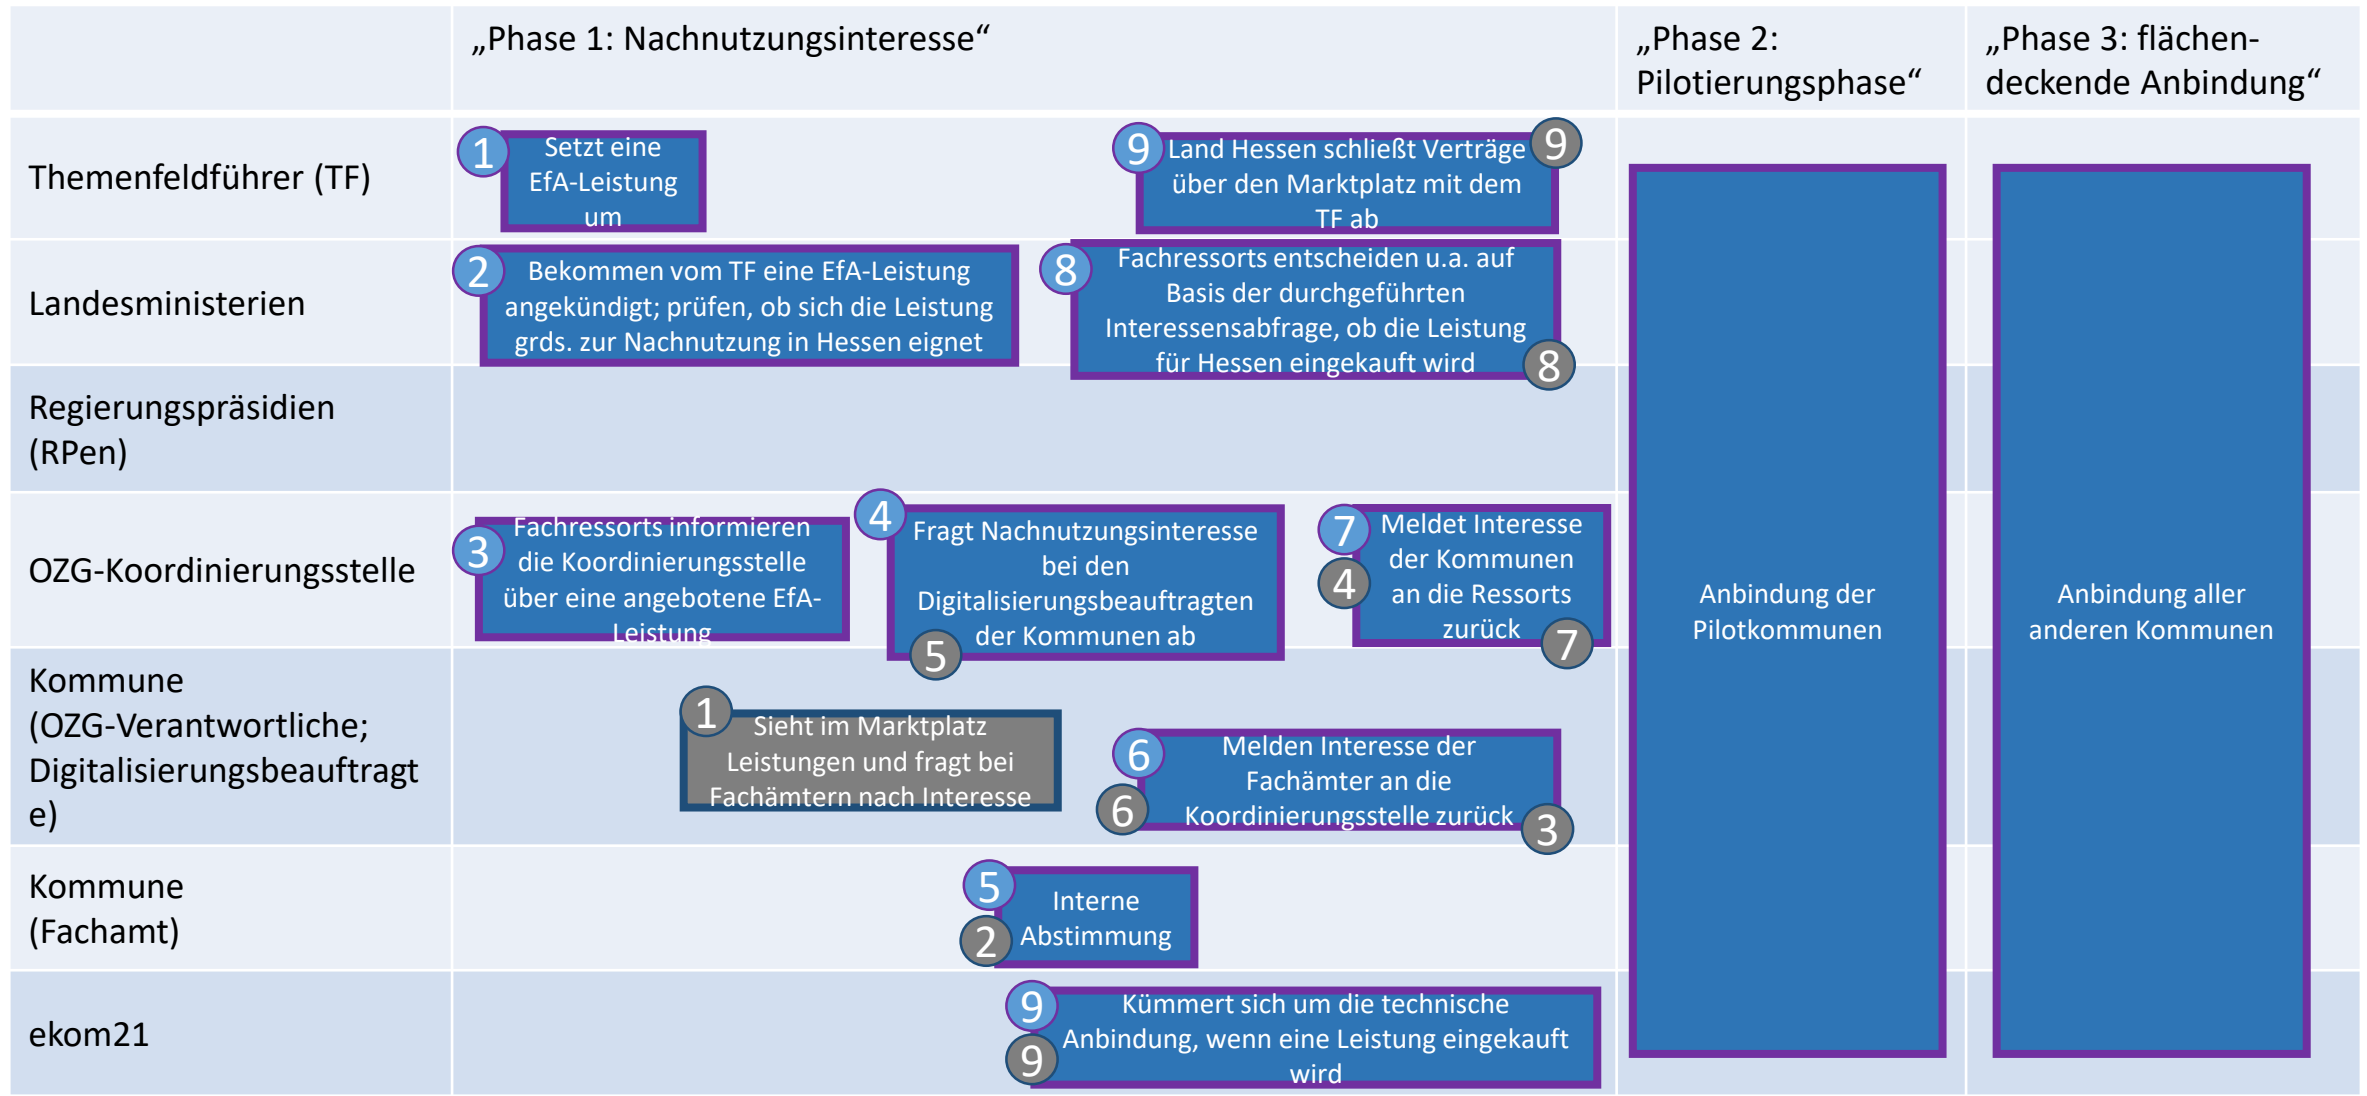 „Phase 1: Nachnutzungsinteresse“
„Phase 2:
Pilotierungsphase“
„Phase 3: flächen-
deckende Anbindung“
Themenfeldführer (TF)
1
Setzt eine
EfA-Leistung
um
9
Land Hessen schließt Verträge
über den Marktplatz mit dem
TF ab
9
Landesministerien
2
Bekommen vom TF eine EfA-Leistung
angekündigt; prüfen, ob sich die Leistung
grds. zur Nachnutzung in Hessen eignet
8
Fachressorts entscheiden u.a. auf
Basis der durchgeführten
Interessensabfrage, ob die Leistung
für Hessen eingekauft wird
8
Regierungspräsidien
(RPen)
OZG-Koordinierungsstelle
3
Fachressorts informieren
die Koordinierungsstelle
über eine angebotene EfA-
Leistung
4
Fragt Nachnutzungsinteresse
bei den
Digitalisierungsbeauftragten
der Kommunen ab
5
7
4
Meldet Interesse
der Kommunen
an die Ressorts
zurück
7
Anbindung der
Pilotkommunen
Anbindung aller
anderen Kommunen
Kommune
(OZG-Verantwortliche;
Digitalisierungsbeauftragt
e)
1
Sieht im Marktplatz
Leistungen und fragt bei
Fachämtern nach Interesse
6
6
Melden Interesse der
Fachämter an die
Koordinierungsstelle zurück
3
Kommune
(Fachamt)
5
2
Interne
Abstimmung
ekom21
9
9
Kümmert sich um die technische
Anbindung, wenn eine Leistung eingekauft
wird